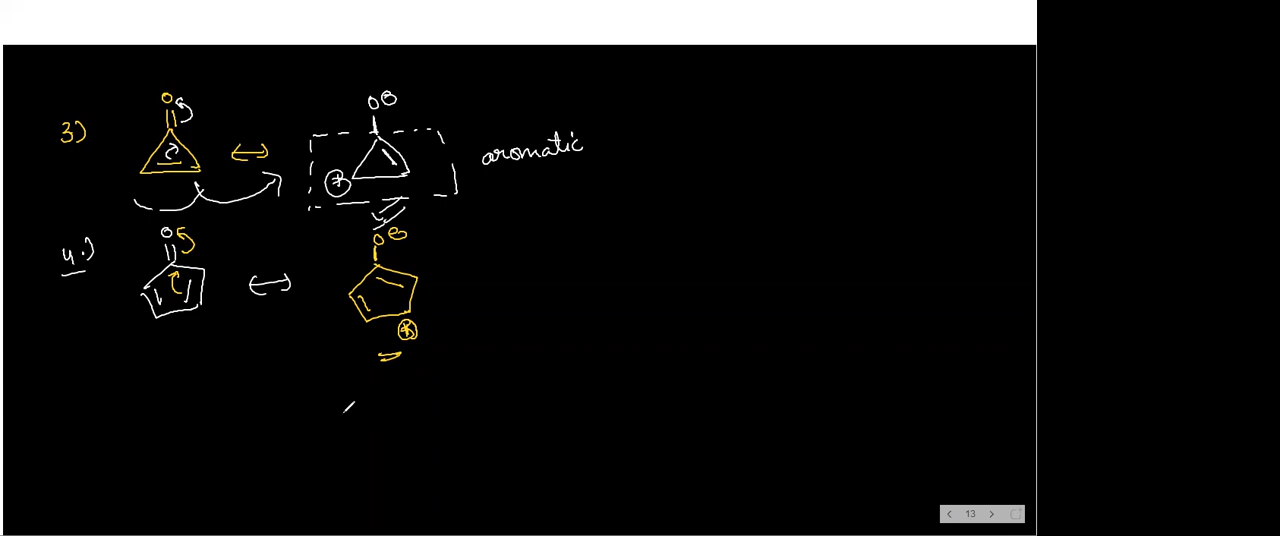 O O ⊖
3) ↔ aromatic
⊕
O O ⊖
4.) ↔
⊕
< 13 >